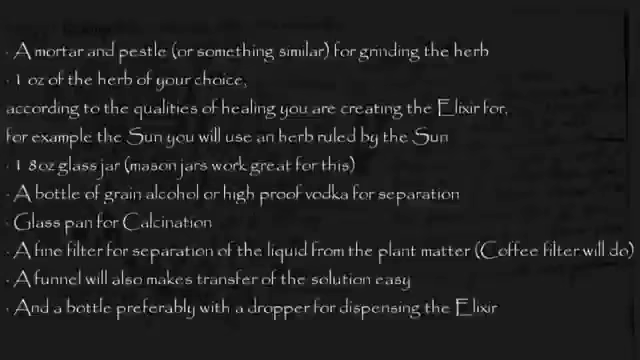 · A mortar and pestle (or something similar) for grinding the herb
· 1 oz of the herb of your choice,
according to the qualities of healing you are creating the Elixir for,
for example the Sun you will use an herb ruled by the Sun
· 1 8oz glass jar (mason jars work great for this)
· A bottle of grain alcohol or high proof vodka for separation
· Glass pan for Calcination
· A fine filter for separation of the liquid from the plant matter (Coffee filter will do)
· A funnel will also makes transfer of the solution easy
· And a bottle preferably with a dropper for dispensing the Elixir